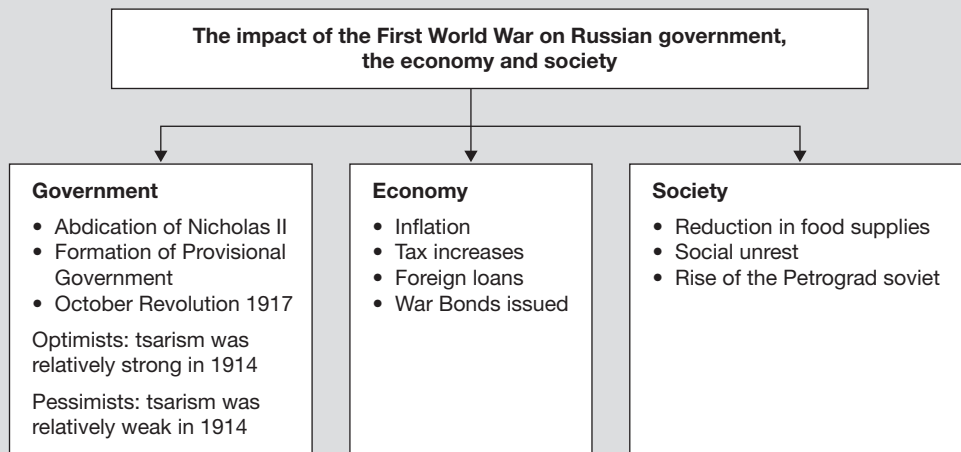 The impact of the First World War on Russian government,
the economy and society
Government
• Abdication of Nicholas II
• Formation of Provisional
Government
• October Revolution 1917
Optimists: tsarism was
relatively strong in 1914
Pessimists: tsarism was
relatively weak in 1914
Economy
• Inflation
• Tax increases
• Foreign loans
• War Bonds issued
Society
• Reduction in food supplies
• Social unrest
• Rise of the Petrograd soviet